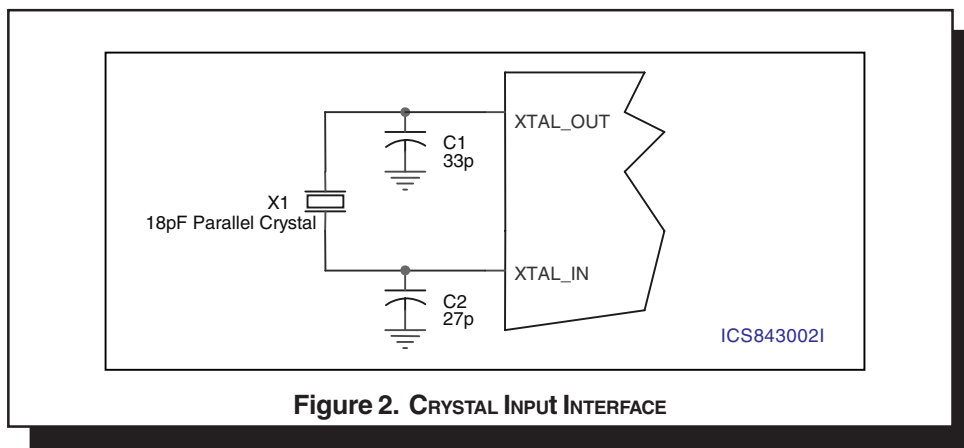 XTAL_OUT
C1
33p
X1
18pF Parallel Crystal
XTAL_IN
C2
27p
ICS843002I
Figure 2. CRYSTAL INPUt INTERFACE